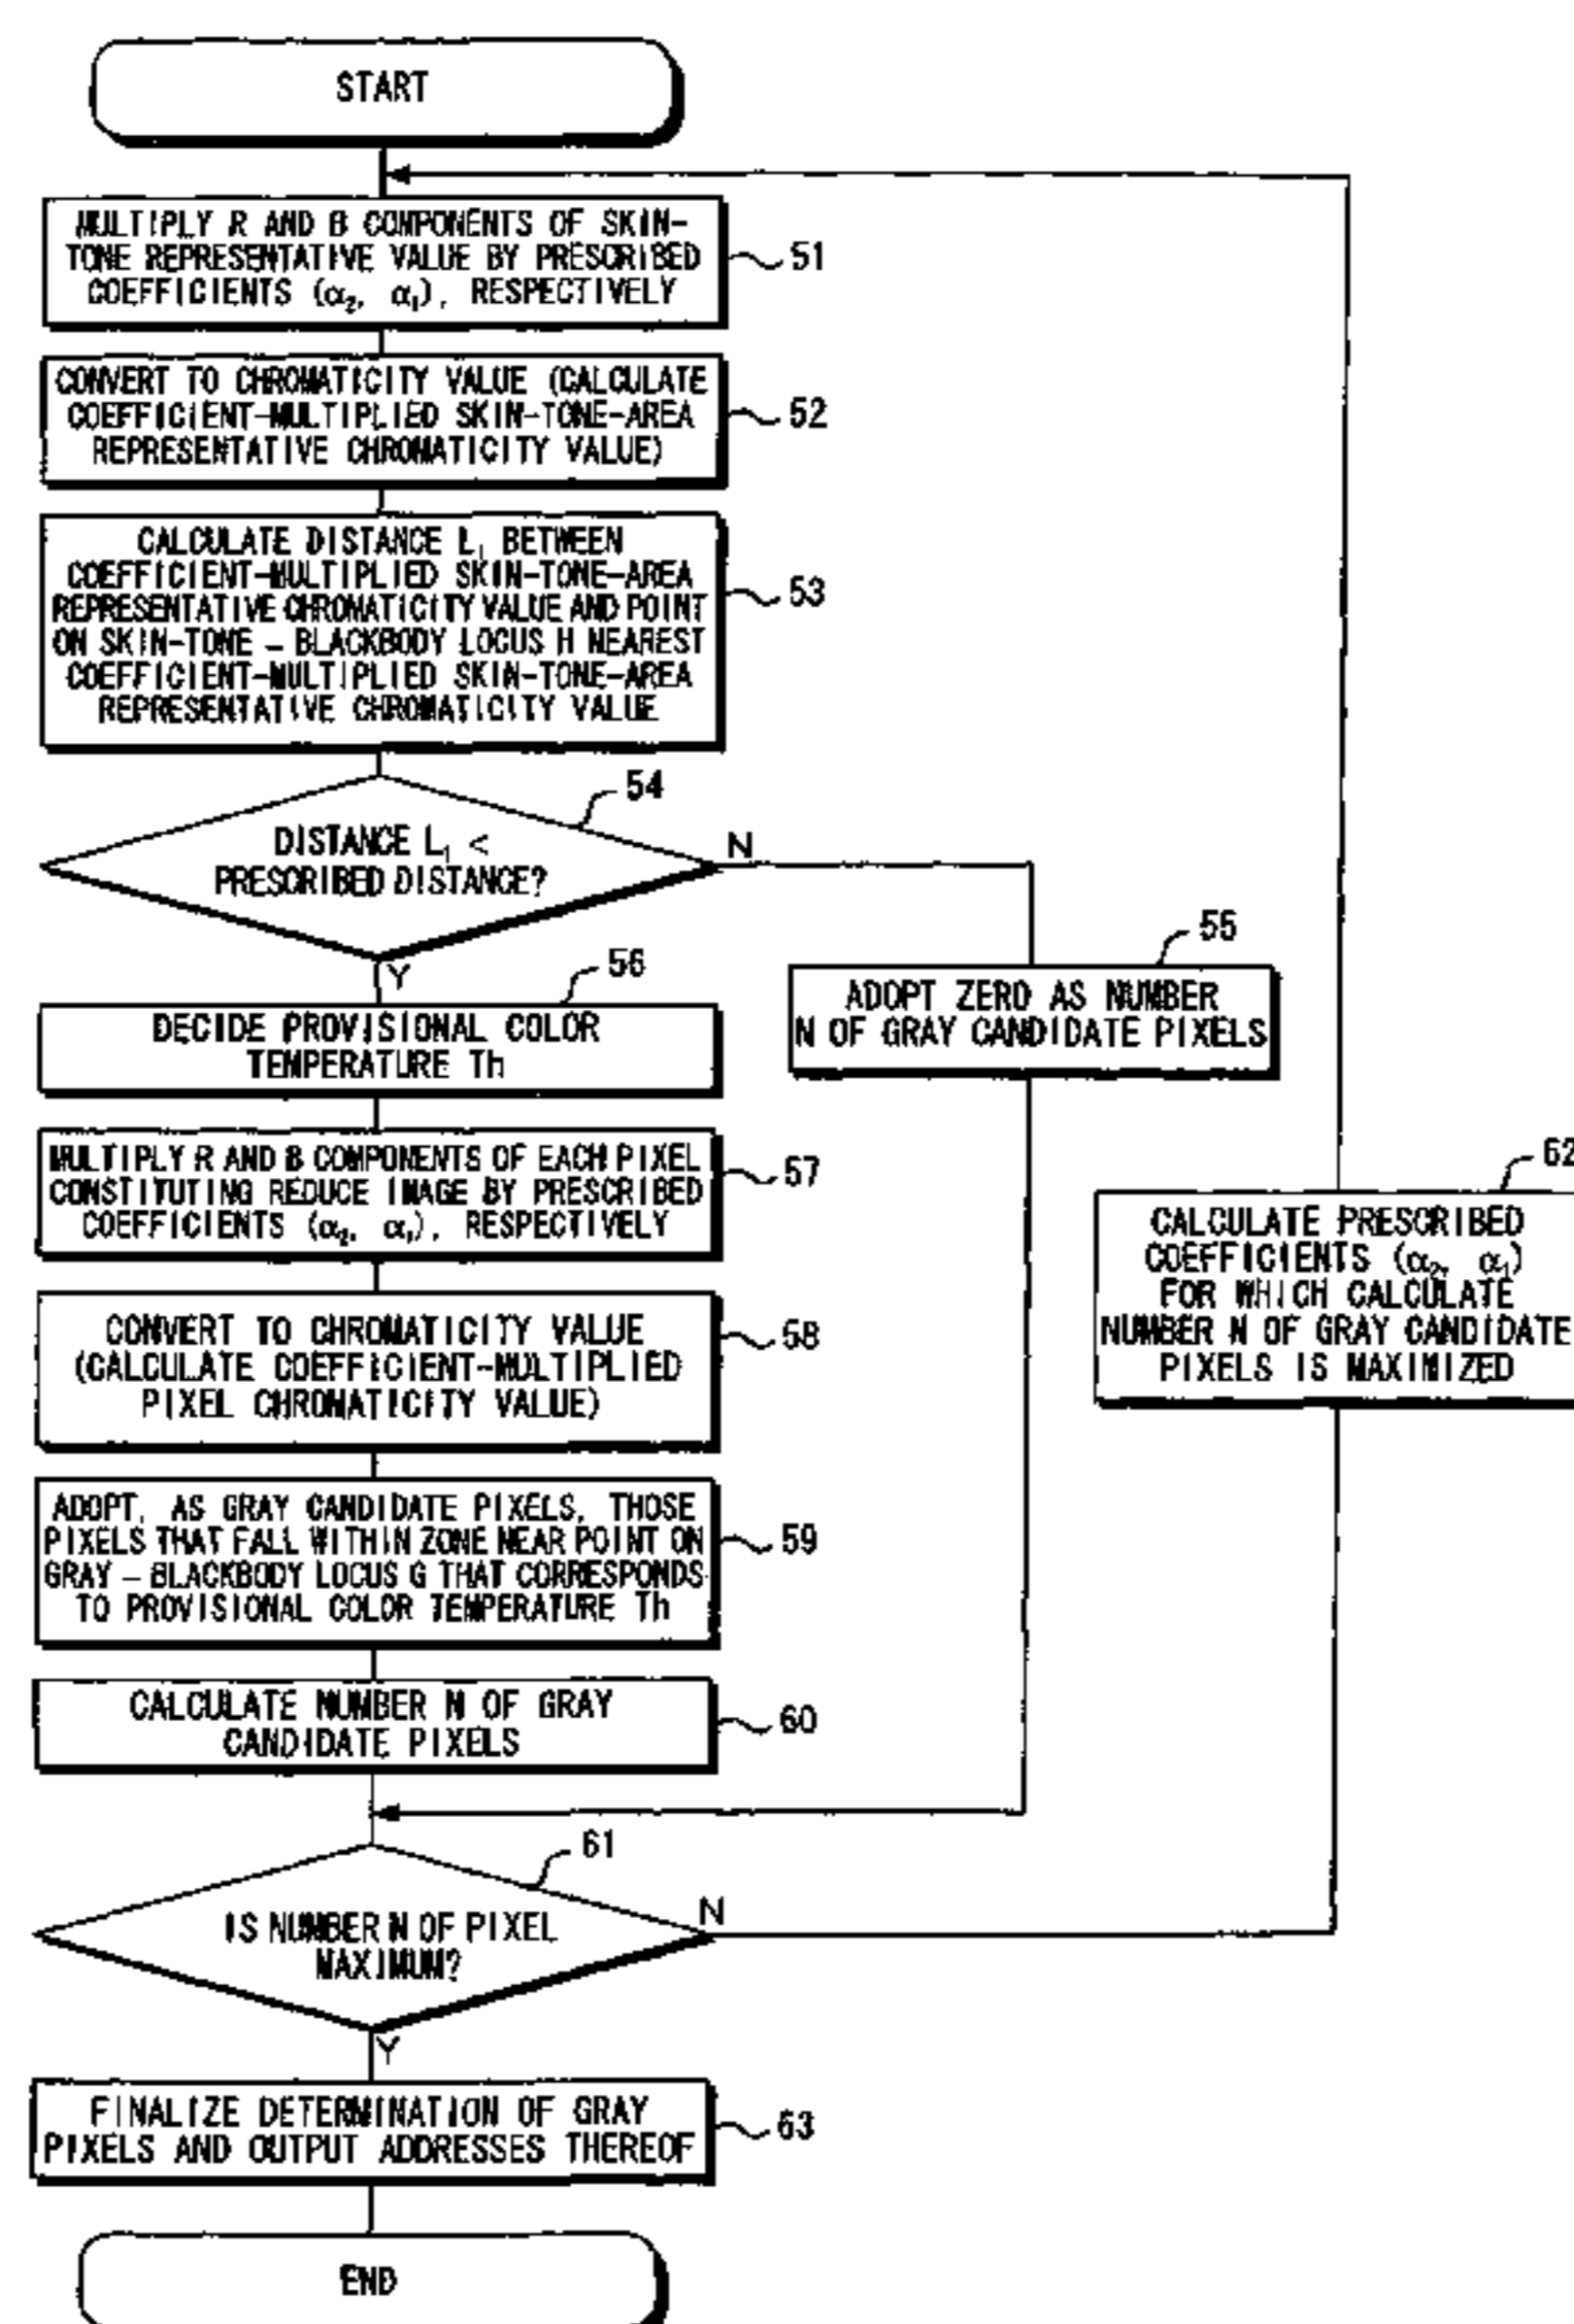 START
MULTIPLY R AND B COMPONENTS OF SKIN-
TONE REPRESENTATIVE VALUE BY PRESCRIBED
COEFFICIENTS (α₂, α₁), RESPECTIVELY
51
CONVERT TO CHROMATICITY VALUE (CALCULATE
COEFFICIENT-MULTIPLIED SKIN-TONE-AREA
REPRESENTATIVE CHROMATICITY VALUE)
52
CALCULATE DISTANCE L₁ BETWEEN
COEFFICIENT-MULTIPLIED SKIN-TONE-AREA
REPRESENTATIVE CHROMATICITY VALUE AND POINT
ON SKIN-TONE – BLACKBODY LOCUS H NEAREST
COEFFICIENT-MULTIPLIED SKIN-TONE-AREA
REPRESENTATIVE CHROMATICITY VALUE
53
54
DISTANCE L₁ <
PRESCRIBED DISTANCE?
N
Y
55
ADOPT ZERO AS NUMBER
N OF GRAY CANDIDATE PIXELS
56
DECIDE PROVISIONAL COLOR
TEMPERATURE Th
MULTIPLY R AND B COMPONENTS OF EACH PIXEL
CONSTITUTING REDUCE IMAGE BY PRESCRIBED
COEFFICIENTS (α₂, α₁), RESPECTIVELY
57
62
CALCULATE PRESCRIBED
COEFFICIENTS (α₂, α₁)
FOR WHICH CALCULATE
NUMBER N OF GRAY CANDIDATE
PIXELS IS MAXIMIZED
CONVERT TO CHROMATICITY VALUE
(CALCULATE COEFFICIENT-MULTIPLIED
PIXEL CHROMATICITY VALUE)
58
ADOPT, AS GRAY CANDIDATE PIXELS, THOSE
PIXELS THAT FALL WITHIN ZONE NEAR POINT ON
GRAY – BLACKBODY LOCUS G THAT CORRESPONDS
TO PROVISIONAL COLOR TEMPERATURE Th
59
CALCULATE NUMBER N OF GRAY
CANDIDATE PIXELS
60
61
IS NUMBER N OF PIXEL
MAXIMUM?
N
Y
FINALIZE DETERMINATION OF GRAY
PIXELS AND OUTPUT ADDRESSES THEREOF
63
END